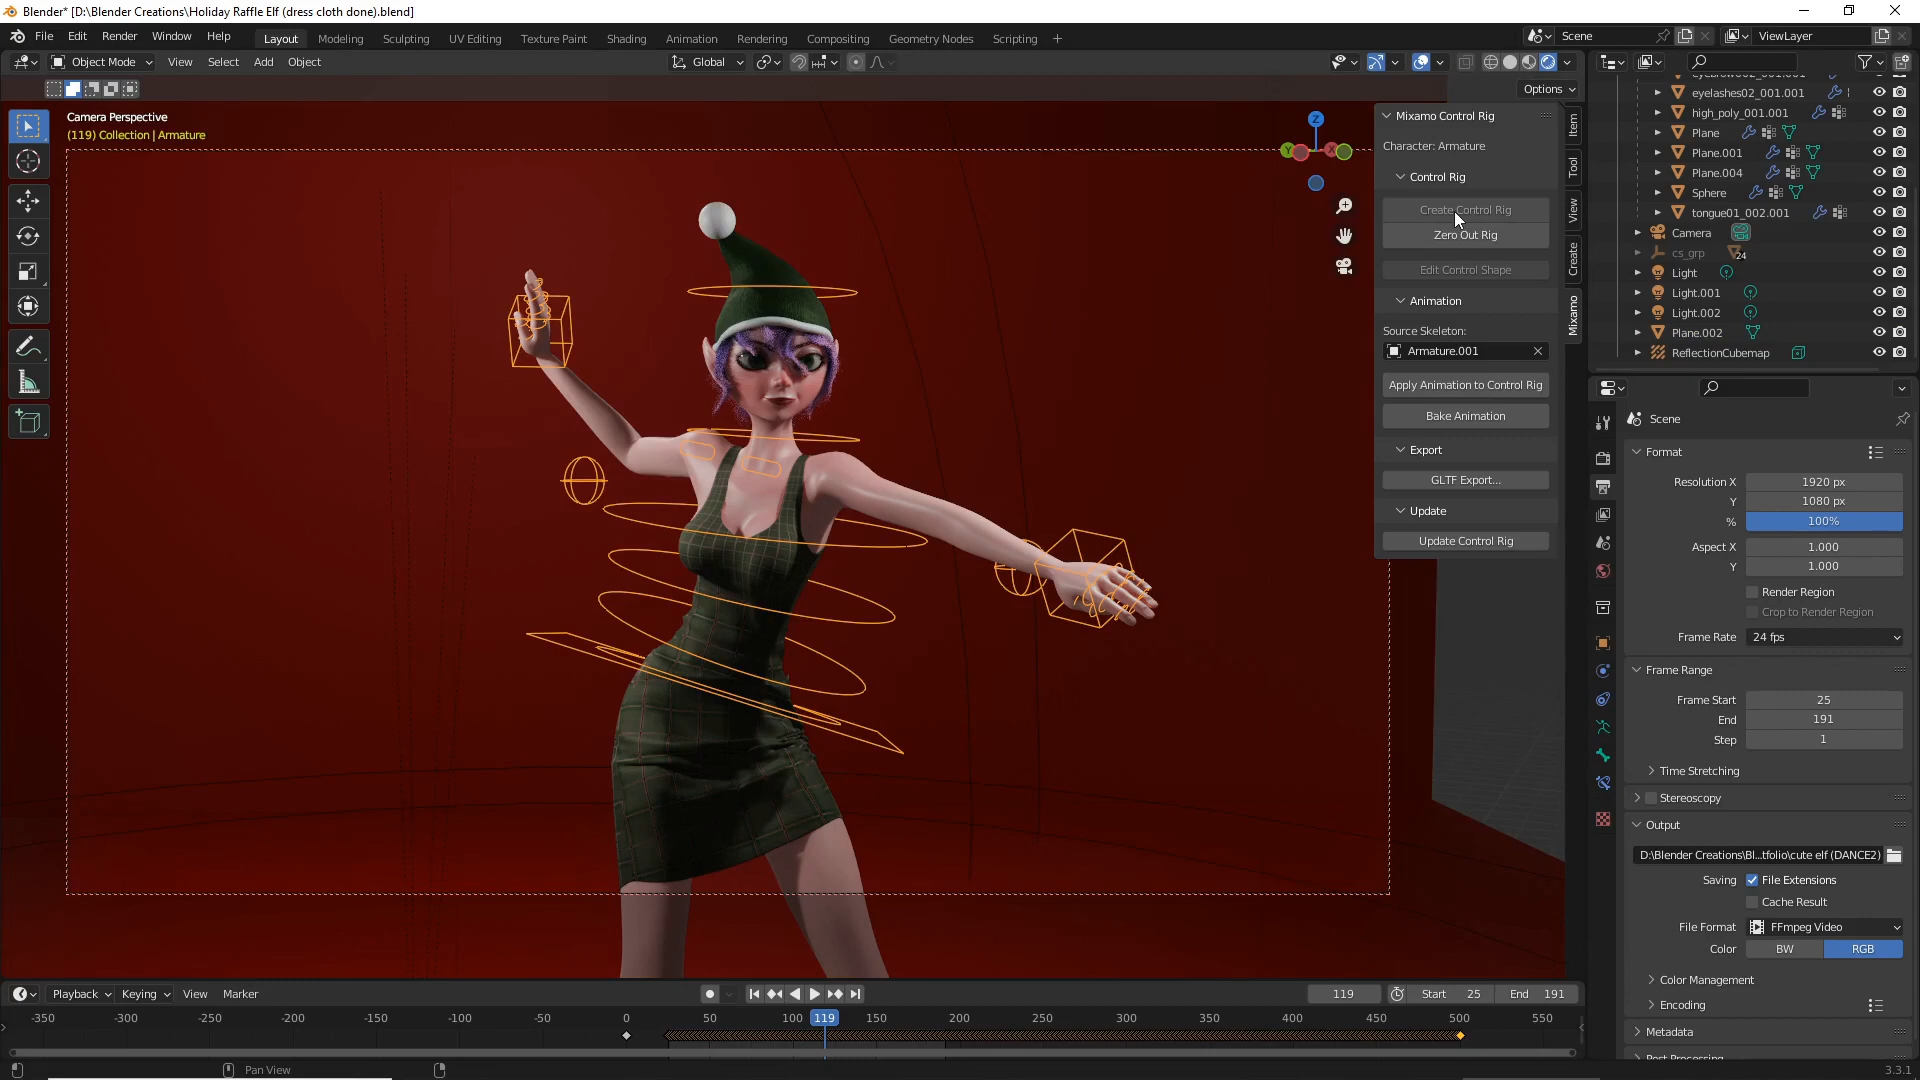 Blender* [D:\Blender Creations\Holiday Raffle Elf (dress cloth done).blend]
File Edit Render Window Help Layout Modeling Sculpting UV Editing Texture Paint Shading Animation Rendering Compositing Geometry Nodes Scripting + Scene ViewLayer
Object Mode View Select Add Object Global
Options
Camera Perspective
(119) Collection | Armature
Z
Y
X
Mixamo Control Rig
Character: Armature
Control Rig
Create Control Rig
Zero Out Rig
Edit Control Shape
Animation
Source Skeleton:
Armature.001
Apply Animation to Control Rig
Bake Animation
Export
GLTF Export...
Update
Update Control Rig
Item
Tool
View
Create
Mixamo
eyelashes02_001.001
high_poly_001.001
Plane
Plane.001
Plane.004
Sphere
tongue01_002.001
Camera
cs_grp 24
Light
Light.001
Light.002
Plane.002
ReflectionCubemap
Scene
Format
Resolution X 1920 px
Y 1080 px
% 100%
Aspect X 1.000
Y 1.000
Render Region
Crop to Render Region
Frame Rate 24 fps
Frame Range
Frame Start 25
End 191
Step 1
Time Stretching
Stereoscopy
Output
D:\Blender Creations\Bl...tfolio\cute elf (DANCE2)
Saving File Extensions
Cache Result
File Format FFmpeg Video
Color BW RGB
Color Management
Encoding
Metadata
Post Processing
Playback Keying View Marker 119 Start 25 End 191
-350 -300 -250 -200 -150 -100 -50 0 50 100 119 150 200 250 300 350 400 450 500 550
Pan View 3.3.1